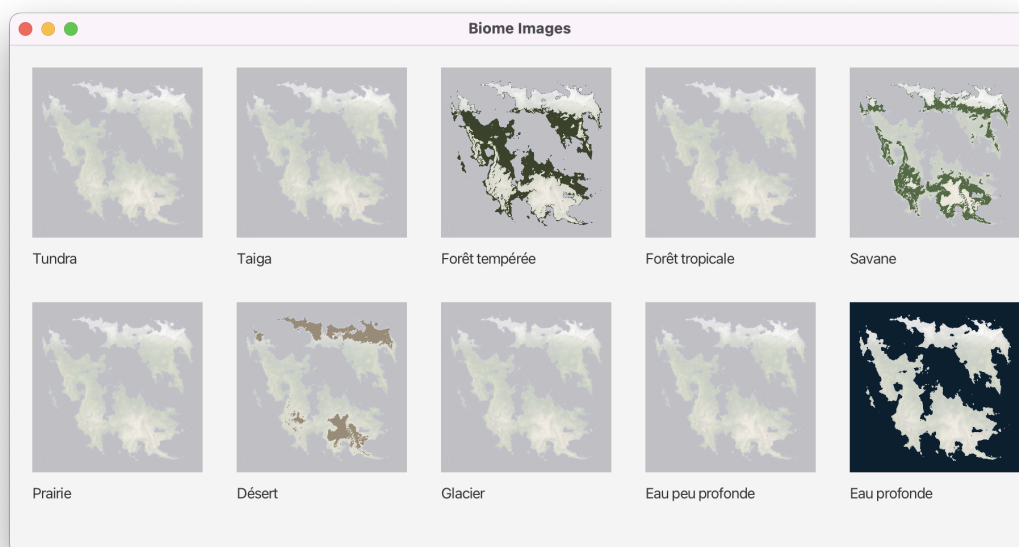 Biome Images
Tundra
Taiga
Forêt tempérée
Forêt tropicale
Savane
Prairie
Désert
Glacier
Eau peu profonde
Eau profonde